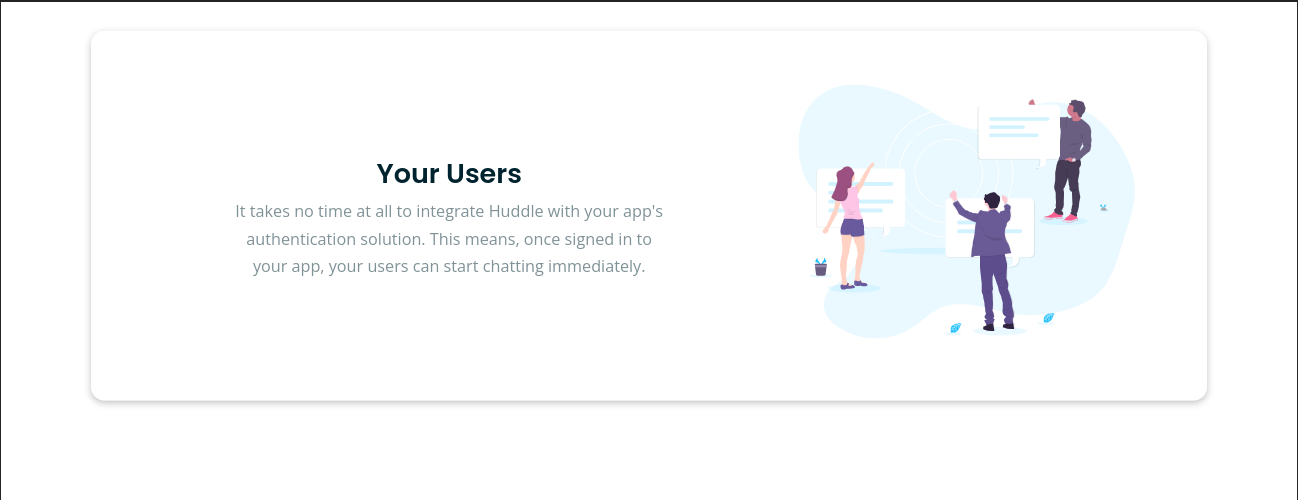 Your Users
It takes no time at all to integrate Huddle with your app's
authentication solution. This means, once signed in to
your app, your users can start chatting immediately.